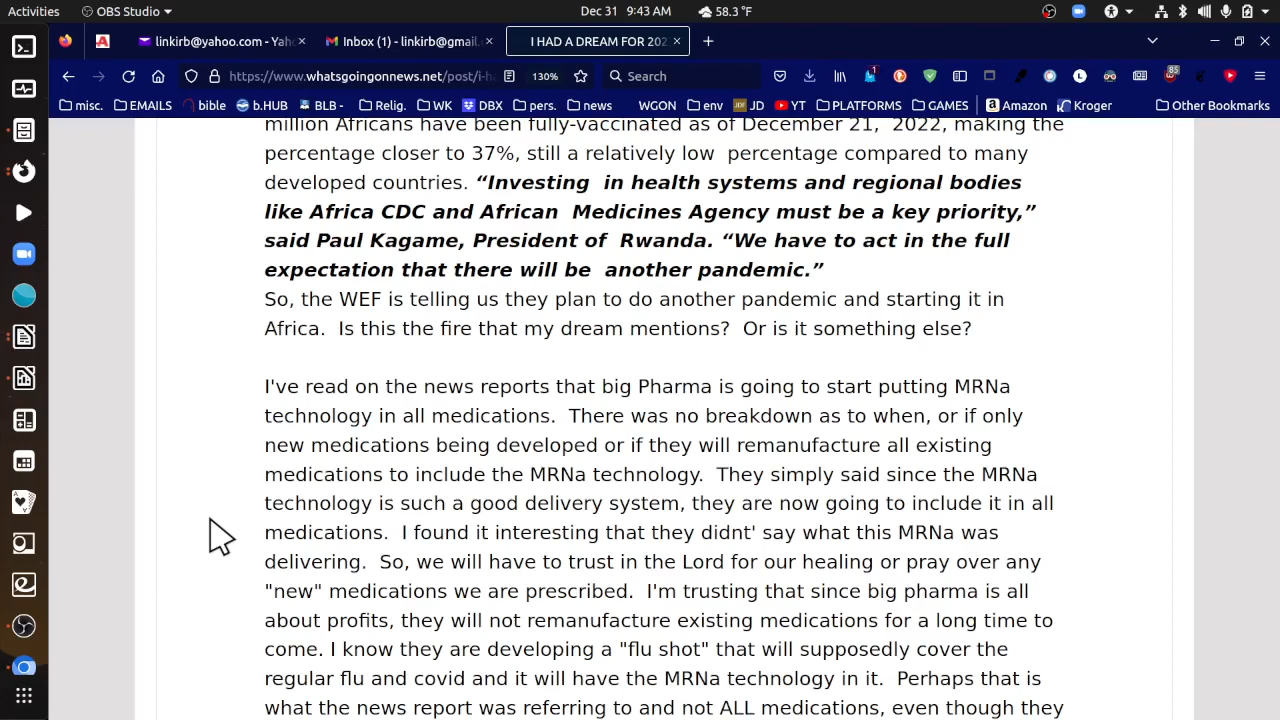 Activities
OBS Studio
Dec 31 9:43 AM
58.3 °F
linkirb@yahoo.com - Yaho
Inbox (1) - linkirb@gmail.
I HAD A DREAM FOR 202
https://www.whatsgoingonnews.net/post/i-ha
130%
Search
1
85
misc.
EMAILS
bible
b.HUB
BLB -
Relig.
WK
DBX
pers.
news
WGON
env
JD
YT
PLATFORMS
GAMES
Amazon
Kroger
Other Bookmarks
million Africans have been fully-vaccinated as of December 21,  2022, making the
percentage closer to 37%, still a relatively low  percentage compared to many
developed countries. “Investing  in health systems and regional bodies
like Africa CDC and African  Medicines Agency must be a key priority,”
said Paul Kagame, President of  Rwanda. “We have to act in the full
expectation that there will be  another pandemic.”
So, the WEF is telling us they plan to do another pandemic and starting it in
Africa.  Is this the fire that my dream mentions?  Or is it something else?
I've read on the news reports that big Pharma is going to start putting MRNa
technology in all medications.  There was no breakdown as to when, or if only
new medications being developed or if they will remanufacture all existing
medications to include the MRNa technology.  They simply said since the MRNa
technology is such a good delivery system, they are now going to include it in all
medications.  I found it interesting that they didnt' say what this MRNa was
delivering.  So, we will have to trust in the Lord for our healing or pray over any
"new" medications we are prescribed.  I'm trusting that since big pharma is all
about profits, they will not remanufacture existing medications for a long time to
come. I know they are developing a "flu shot" that will supposedly cover the
regular flu and covid and it will have the MRNa technology in it.  Perhaps that is
what the news report was referring to and not ALL medications, even though they